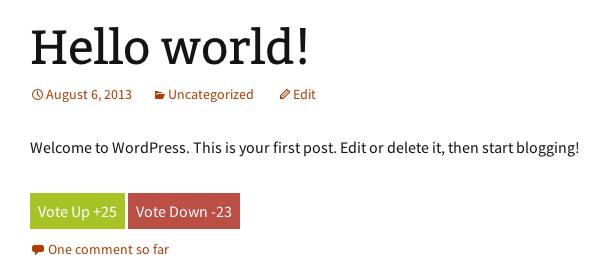 Hello world!
August 6, 2013 Uncategorized Edit
Welcome to WordPress. This is your first post. Edit or delete it, then start blogging!
Vote Up +25 Vote Down -23
One comment so far